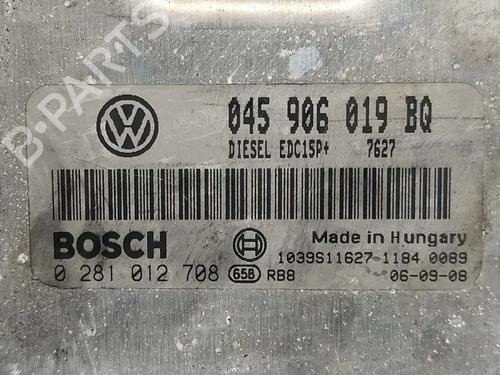 045 906 019 BQ
DIESEL EDC15P+ 7627
BOSCH
Made in Hungary
1039S11627-1184 0089
0 281 012 708 658 RB8 06-09-08
B-PARTS